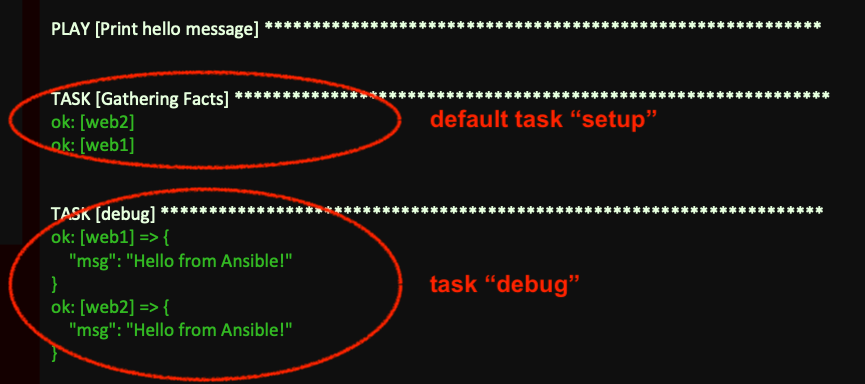 PLAY [Print hello message] **********************************************************
TASK [Gathering Facts] **************************************************************
ok: [web2]
default task “setup”
ok: [web1]
TASK [debug] *********************************************************************
ok: [web1] => {
"msg": "Hello from Ansible!"
}
task “debug”
ok: [web2] => {
"msg": "Hello from Ansible!"
}